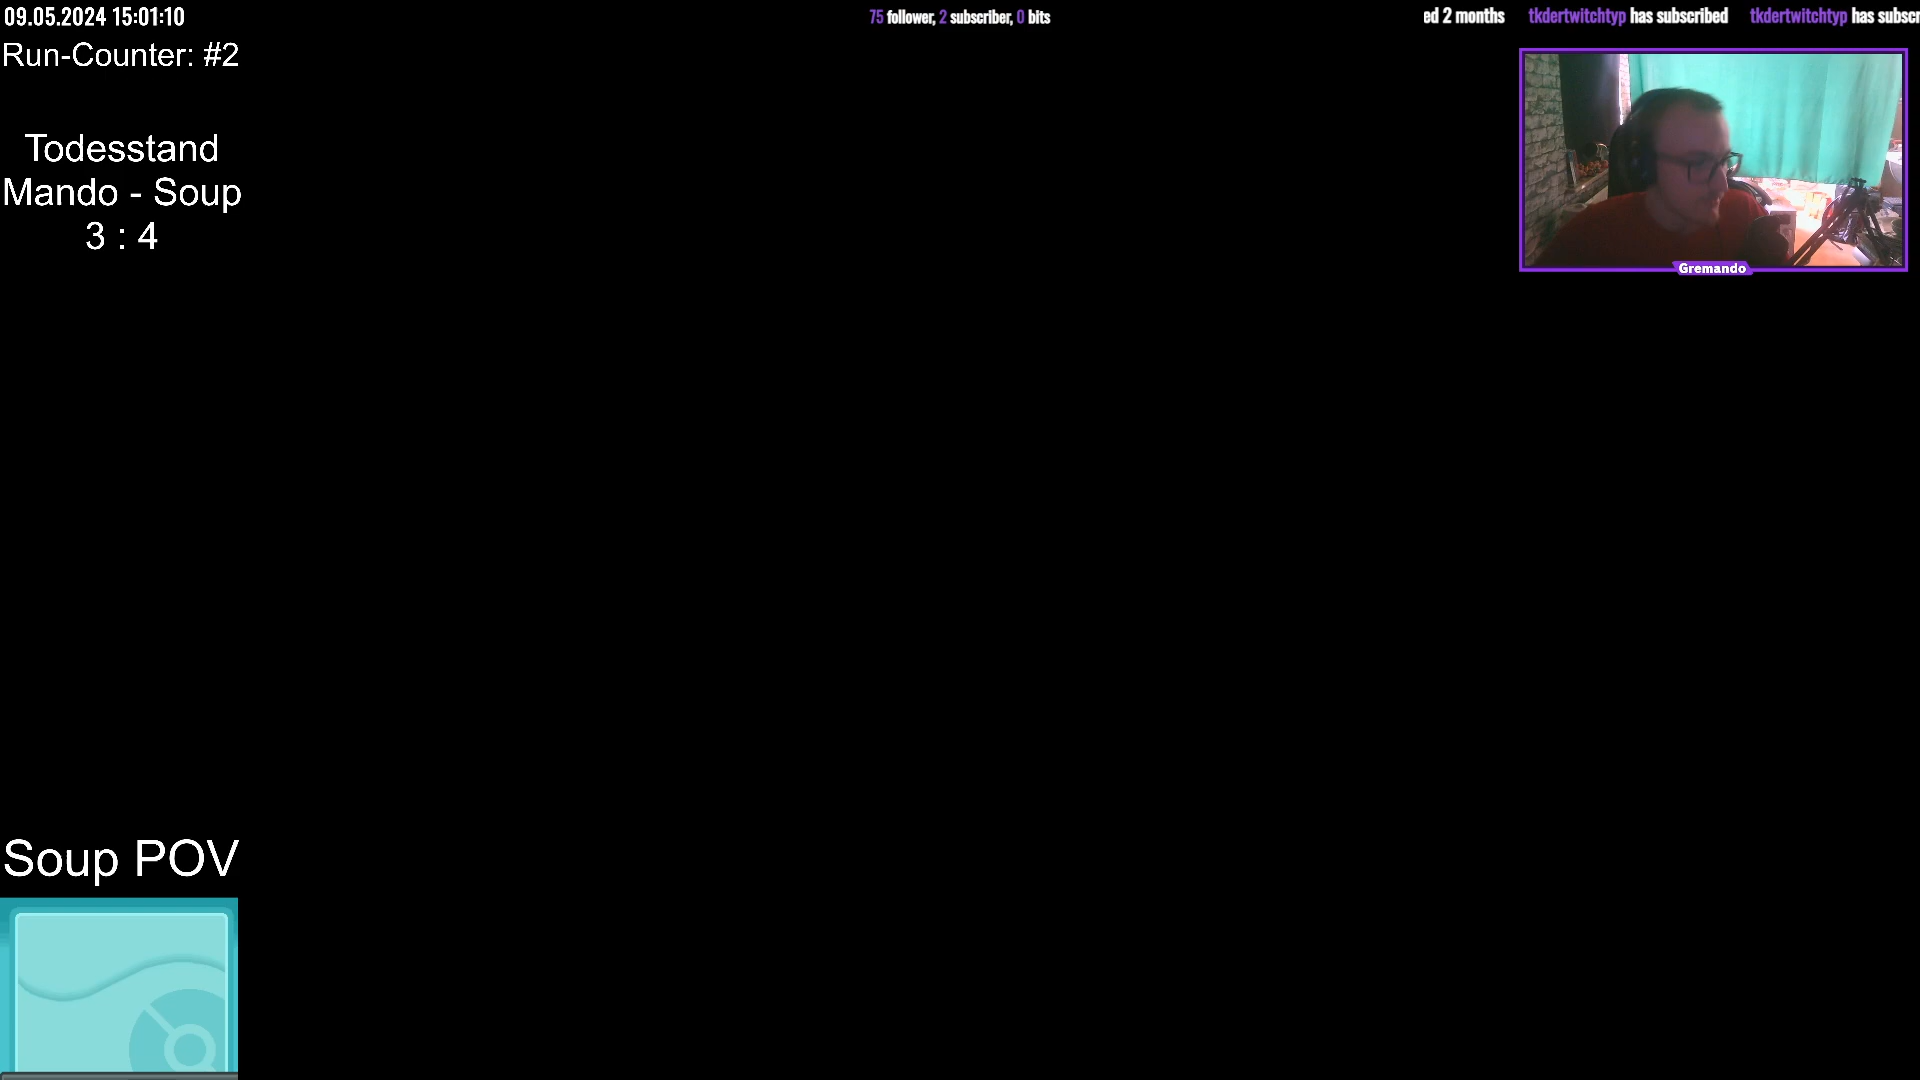 09.05.2024 15:01:10
75 follower, 2 subscriber, 0 bits
ed 2 months tkdertwitchtyp has subscribed tkdertwitchtyp has subscr
Run-Counter: #2
Todesstand
Mando - Soup
3 : 4
Gremando
Soup POV